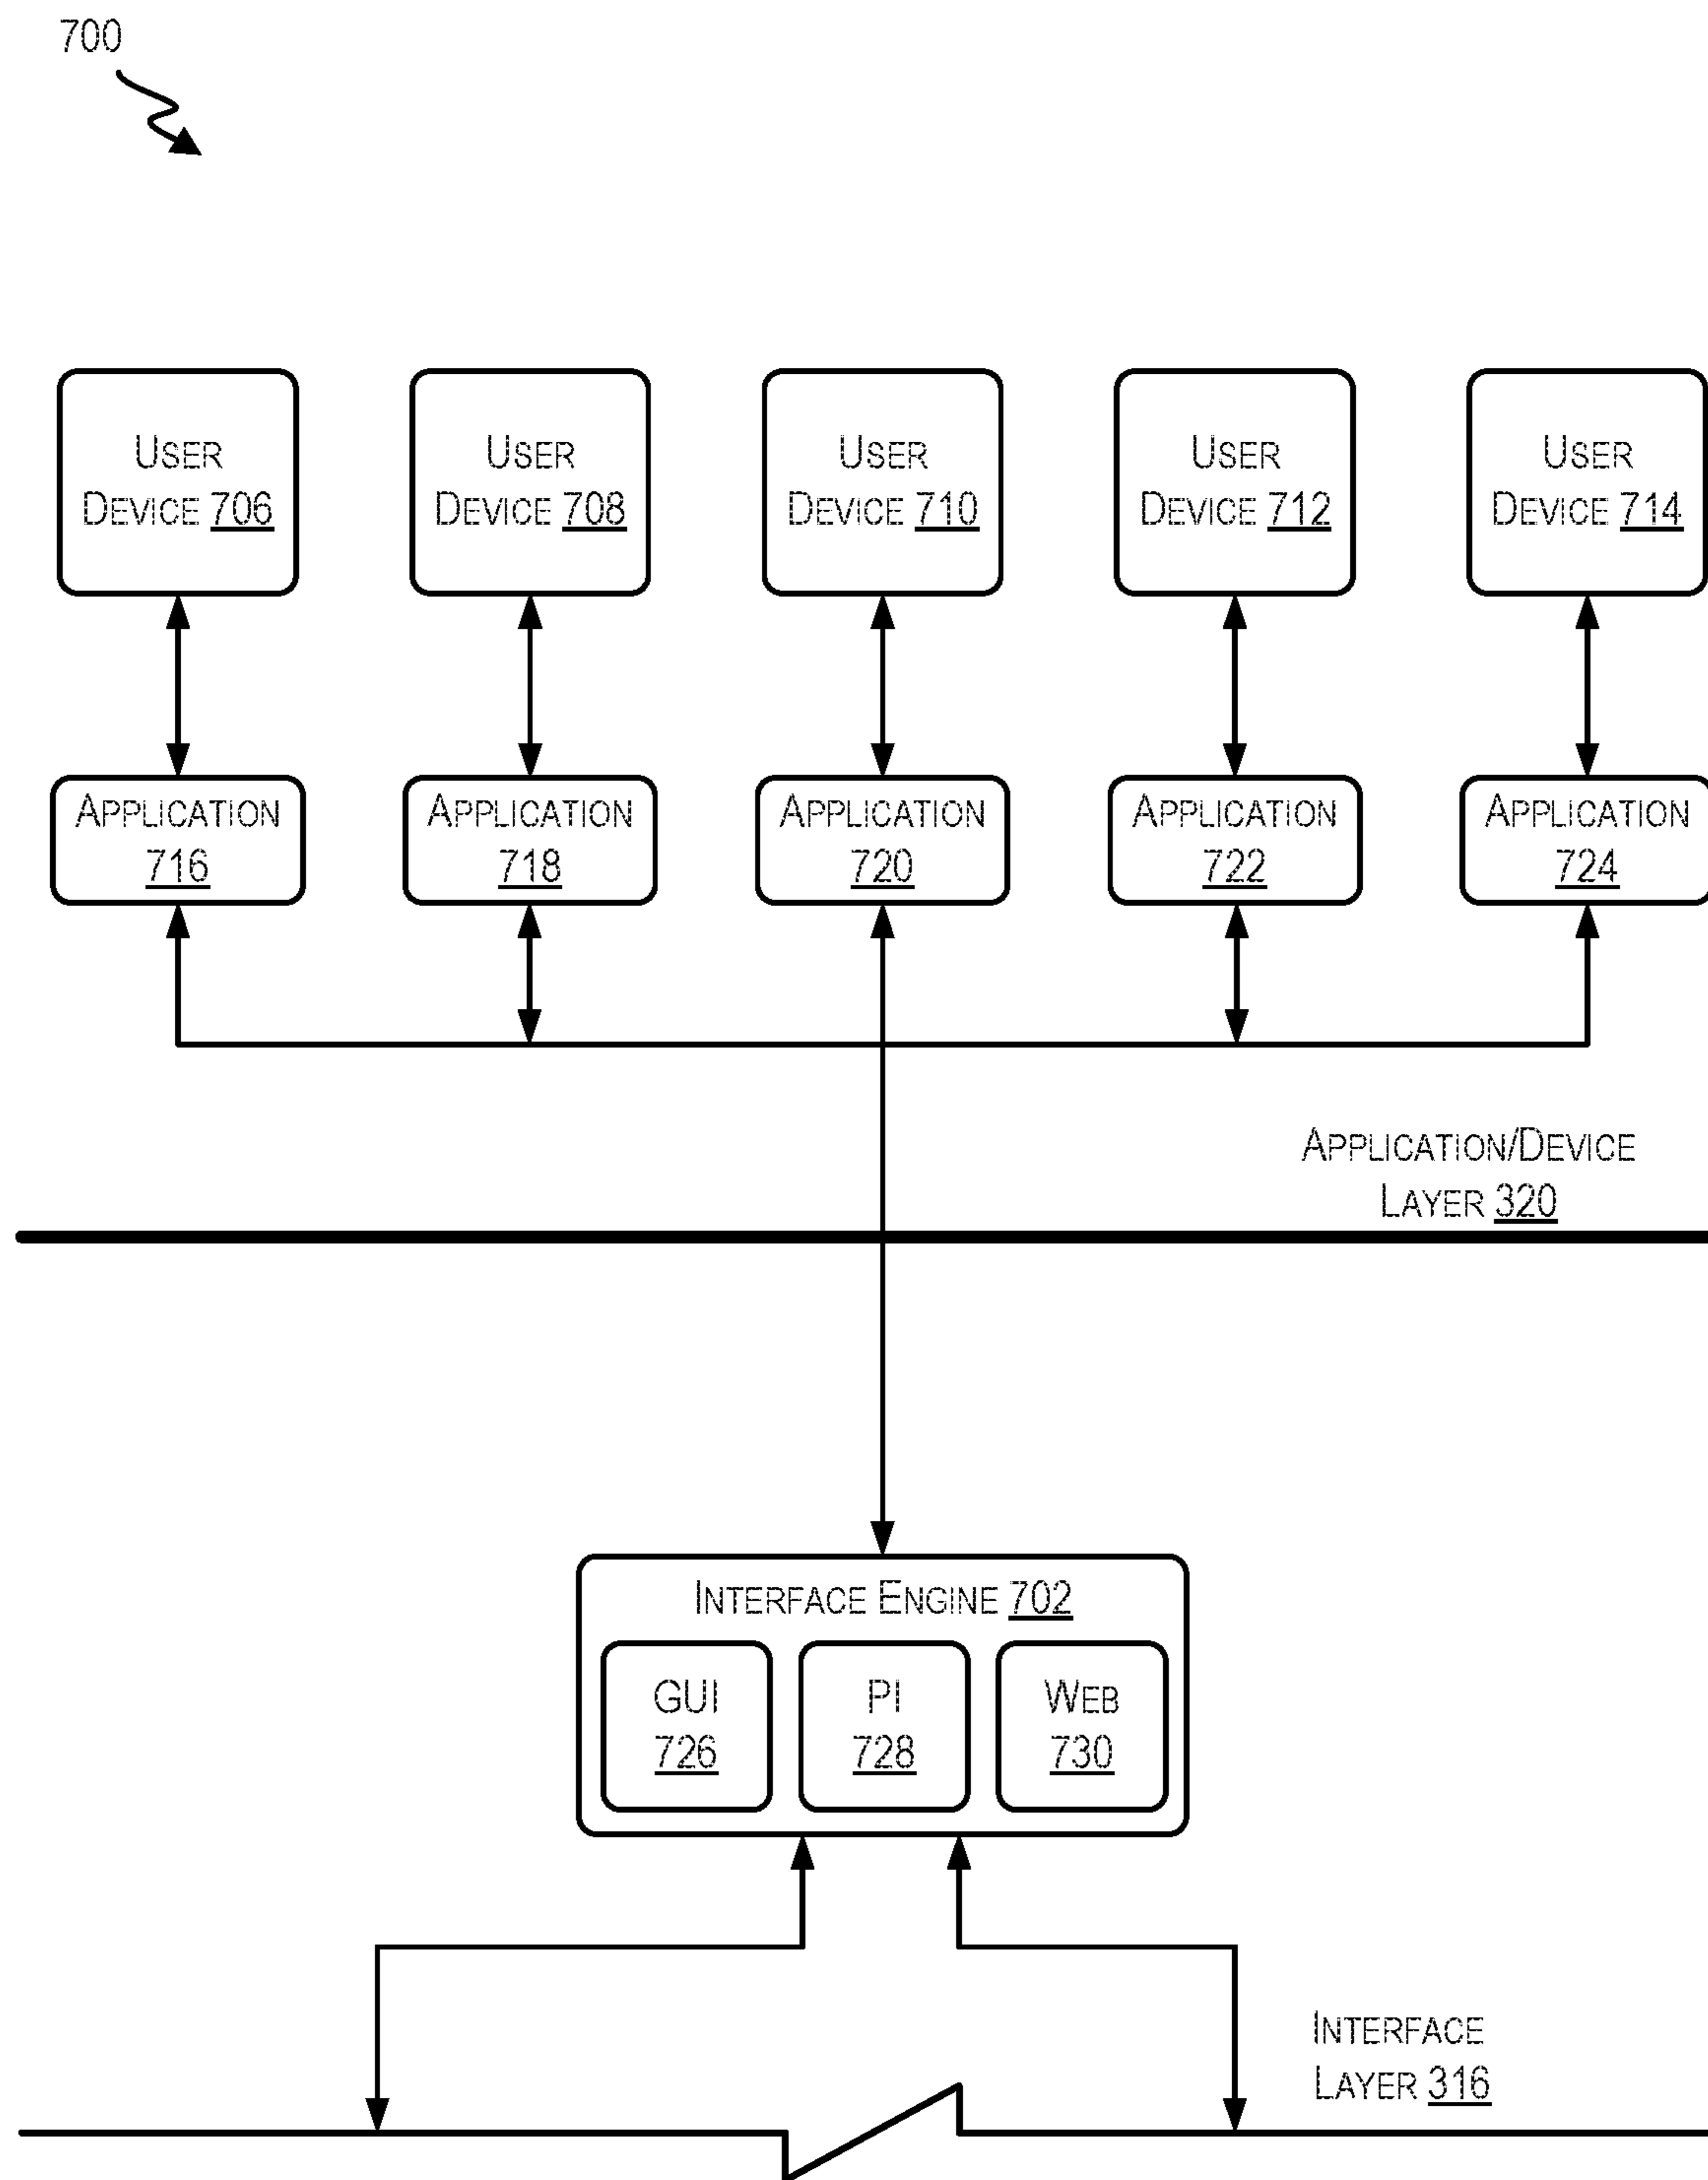 700
User User User User User
Device 706 Device 708 Device 710 Device 712 Device 714
Application Application Application Application Application
716 718 720 722 724
Application/Device
Layer 320
Interface Engine 702
GUI PI Web
726 728 730
Interface
Layer 316